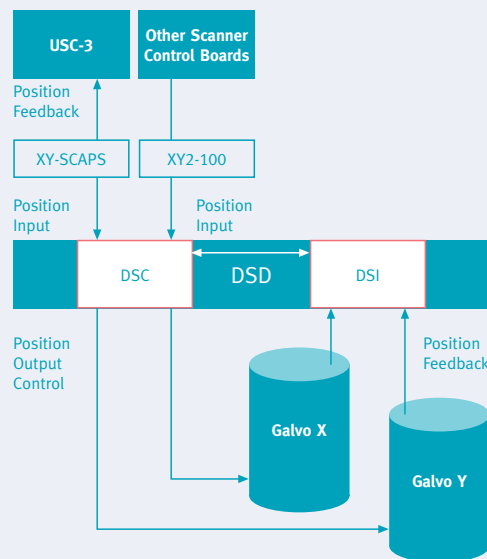 USC-3
Other Scanner
Control Boards
Position
Feedback
XY-SCAPS
XY2-100
Position
Input
Position
Input
DSC
DSD
DSI
Position
Output
Control
Position
Feedback
Galvo X
Galvo Y